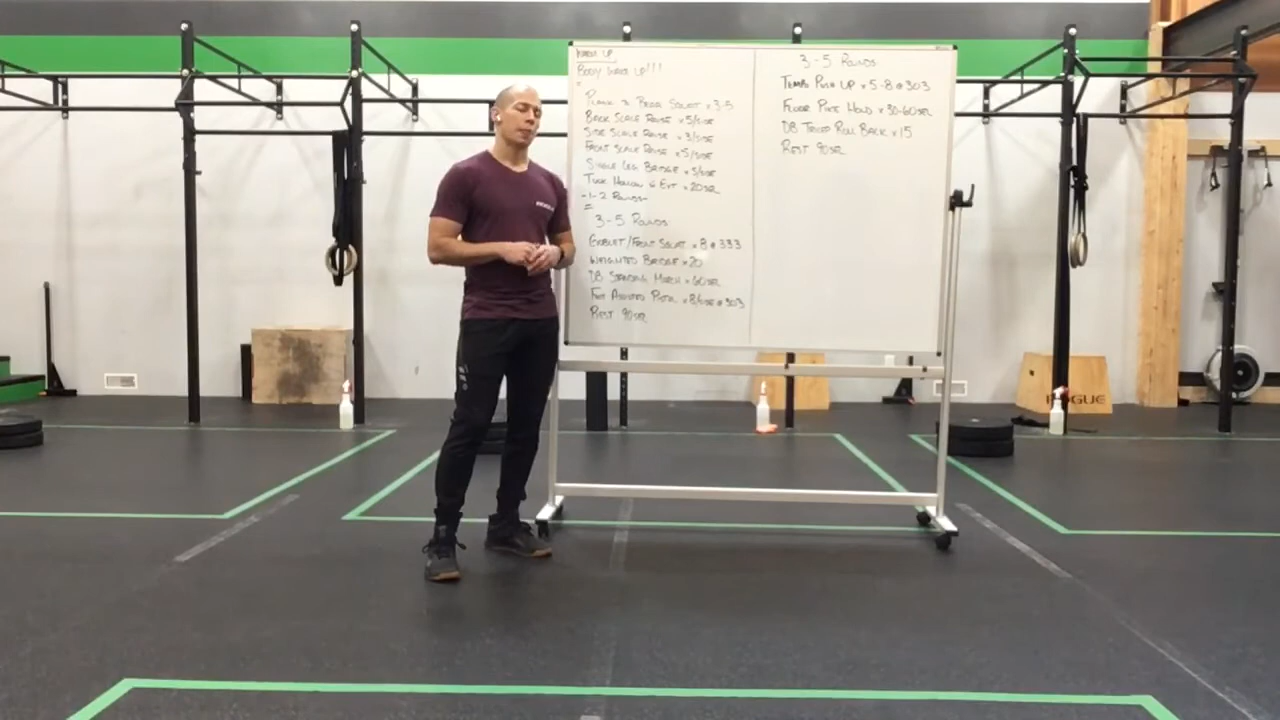 WARM UP
BODY WAKE UP!!!
=
PLANK TO BEAR SQUAT x 3-5
BACK SCALE RAISE x 5/SIDE
SIDE SCALE RAISE x 3/SIDE
FRONT SCALE RAISE x 5/SIDE
SINGLE LEG BRIDGE x 5/SIDE
TUCK HOLLOW & EXT x 20SEC
-1-2 ROUNDS-
=
3-5 ROUNDS
GOBLET/FRONT SQUAT x 8 @ 333
WEIGHTED BRIDGE x 20
DB STANDING MARCH x 60SEC
FOOT ASSISTED PISTOL x 8/SIDE @ 303
REST 90SEC
3-5 ROUNDS
TEMPO PUSH UP x 5-8 @ 303
FLOOR PIKE HOLD x 30-60SEC
DB TRICEP ROLL BACK x 15
REST 90SEC
ROGUE